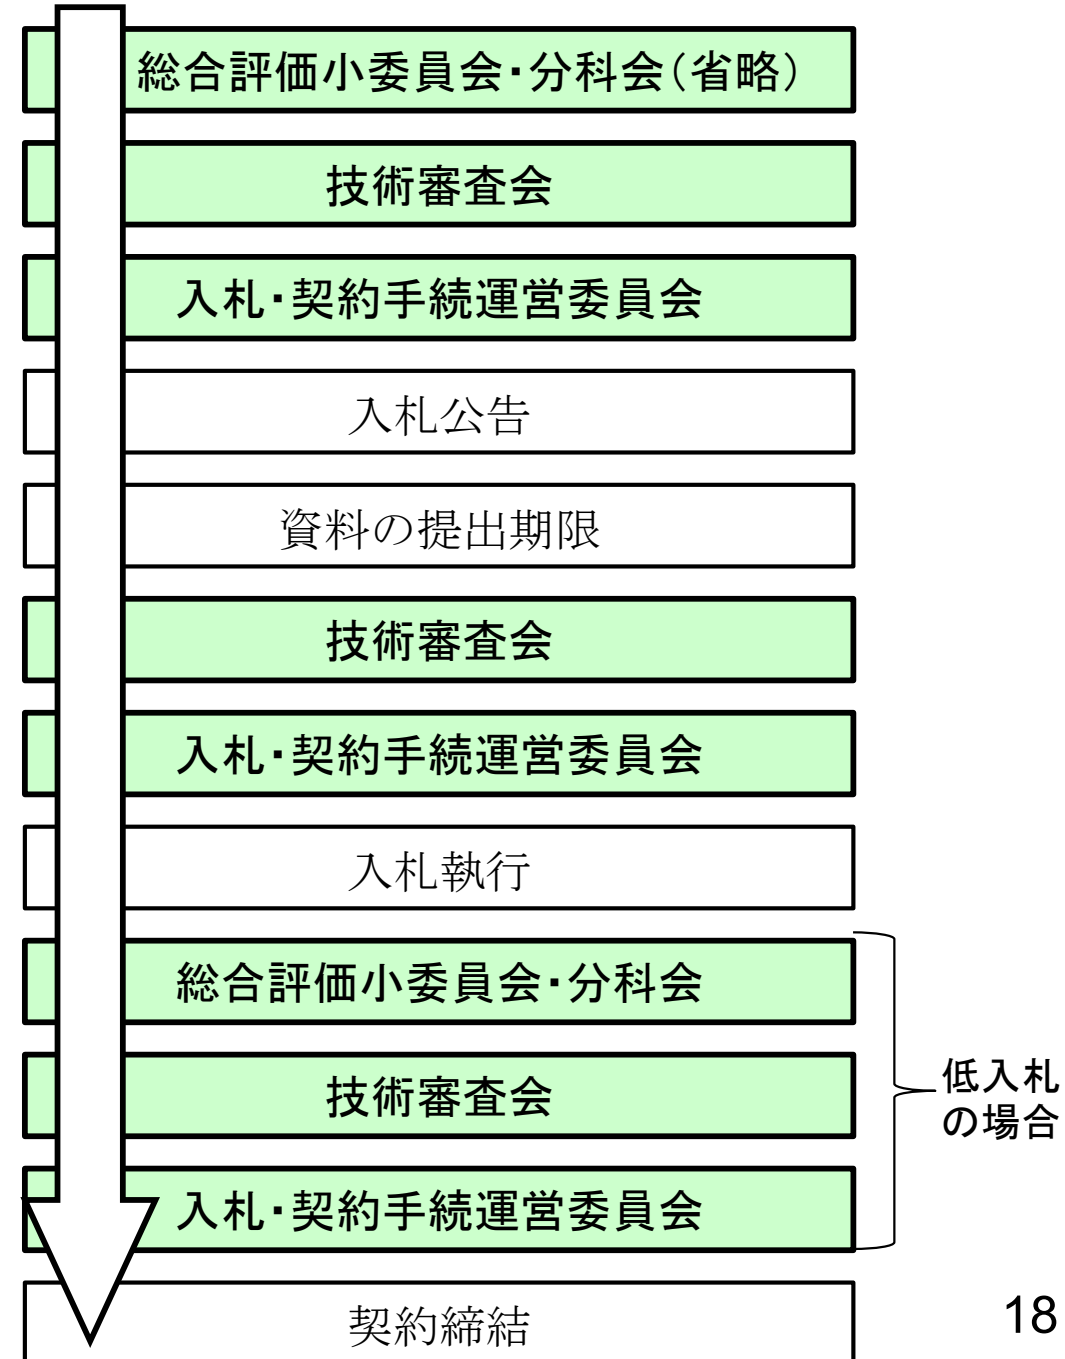 総合評価小委員会・分科会（省略）
技術審査会
入札・契約手続運営委員会
入札公告
資料の提出期限
技術審査会
入札・契約手続運営委員会
入札執行
総合評価小委員会・分科会
技術審査会
入札・契約手続運営委員会
低入札
の場合
契約締結
18